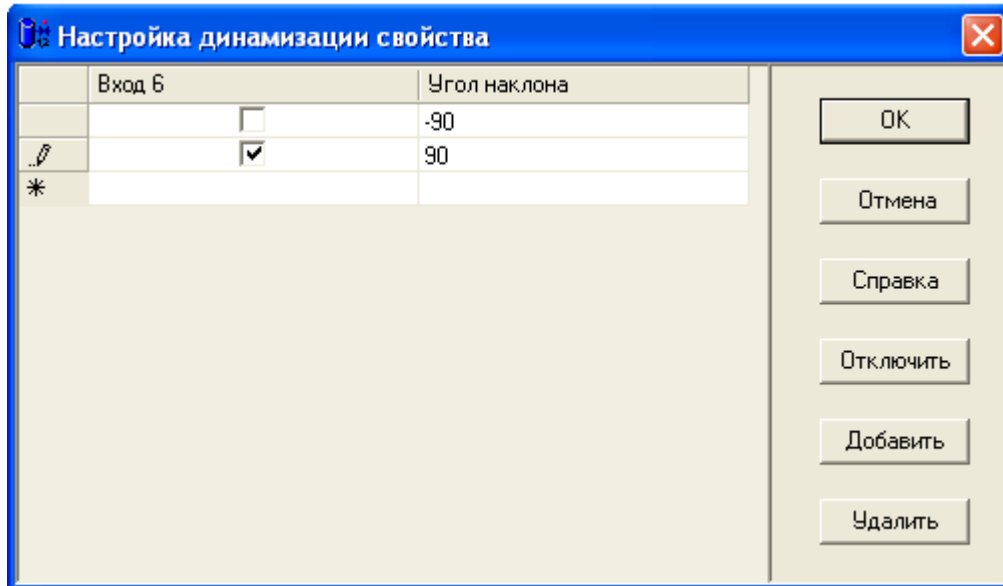 Настройка динамизации свойства
Вход 6 Угол наклона
-90
90
OK
Отмена
Справка
Отключить
Добавить
Удалить